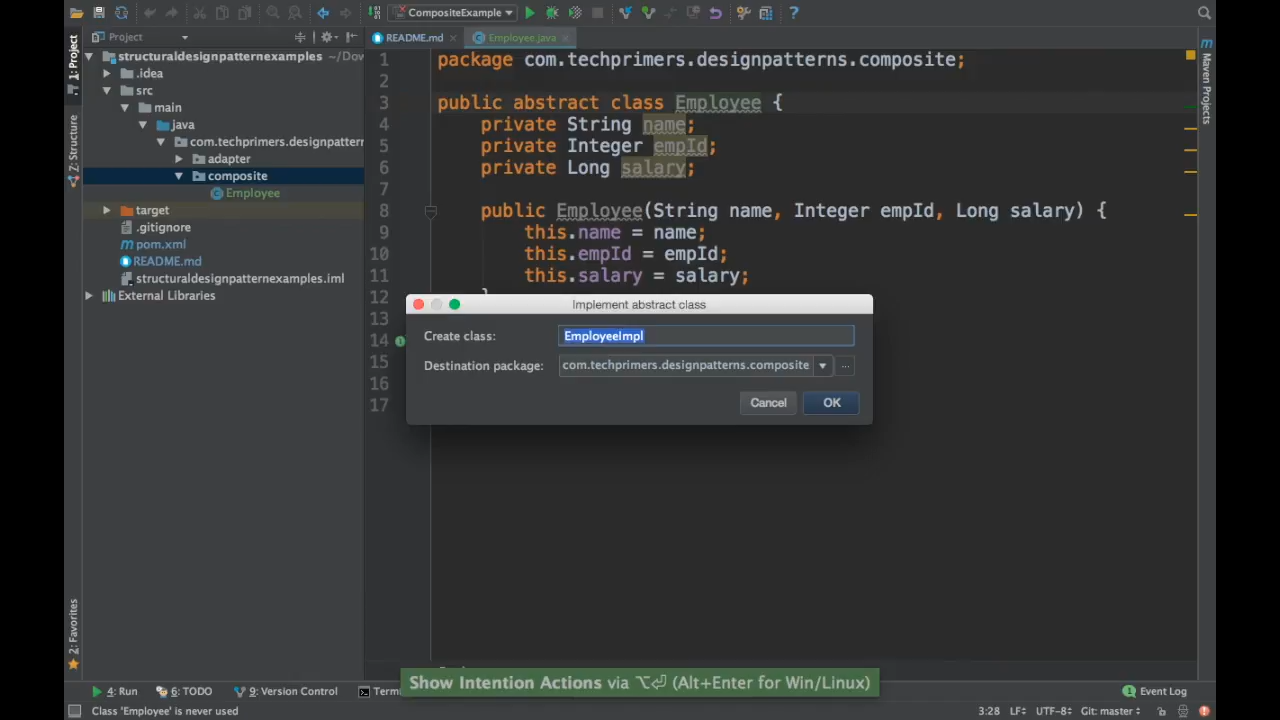 CompositeExample
Project
README.md
Employee.java
1: Project
Z: Structure
2: Favorites
structuraldesignpatternexamples ~/Dow
.idea
src
main
java
com.techprimers.designpatterr
adapter
composite
Employee
target
.gitignore
pom.xml
README.md
structuraldesignpatternexamples.iml
External Libraries
1 package com.techprimers.designpatterns.composite;
2
3 public abstract class Employee {
4 private String name;
5 private Integer empId;
6 private Long salary;
7
8 public Employee(String name, Integer empId, Long salary) {
9 this.name = name;
10 this.empId = empId;
11 this.salary = salary;
12 }
13
14
15
16
17
Implement abstract class
Create class: EmployeeImpl
Destination package: com.techprimers.designpatterns.composite
Cancel OK
Maven Projects
Show Intention Actions via ⌥⏎ (Alt+Enter for Win/Linux)
4: Run 6: TODO 9: Version Control Term Event Log
Class 'Employee' is never used 3:28 LF÷ UTF-8÷ Git: master÷